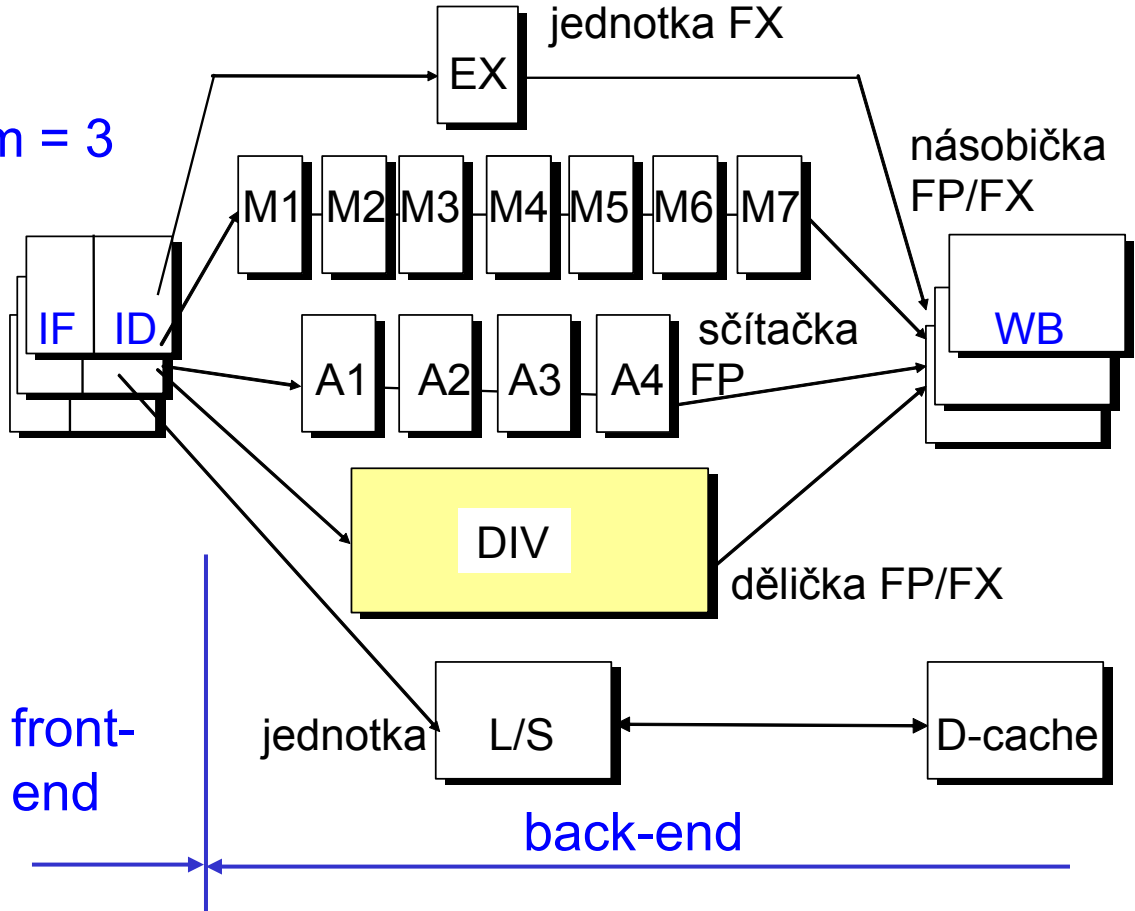 jednotka FX
EX
m = 3
násobička
FP/FX
M1 M2 M3 M4 M5 M6 M7
IF ID
sčítačka
FP
WB
A1 A2 A3 A4
DIV
dělička FP/FX
jednotka
L/S
D-cache
front-
end
back-end